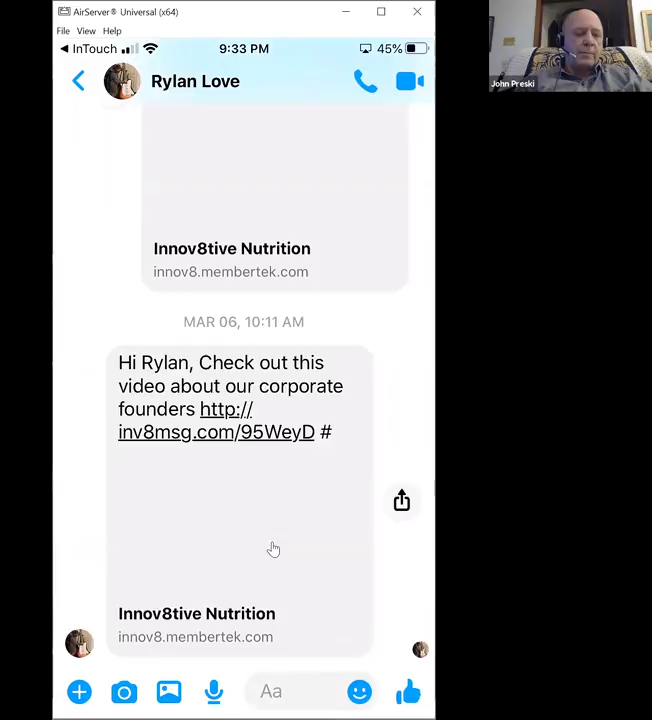 AirServer® Universal (x64)
File View Help
InTouch 9:33 PM 45%
Rylan Love
John Preski
Innov8tive Nutrition
innov8.membertek.com
MAR 06, 10:11 AM
Hi Rylan, Check out this
video about our corporate
founders http://
inv8msg.com/95WeyD #
Innov8tive Nutrition
innov8.membertek.com
Aa